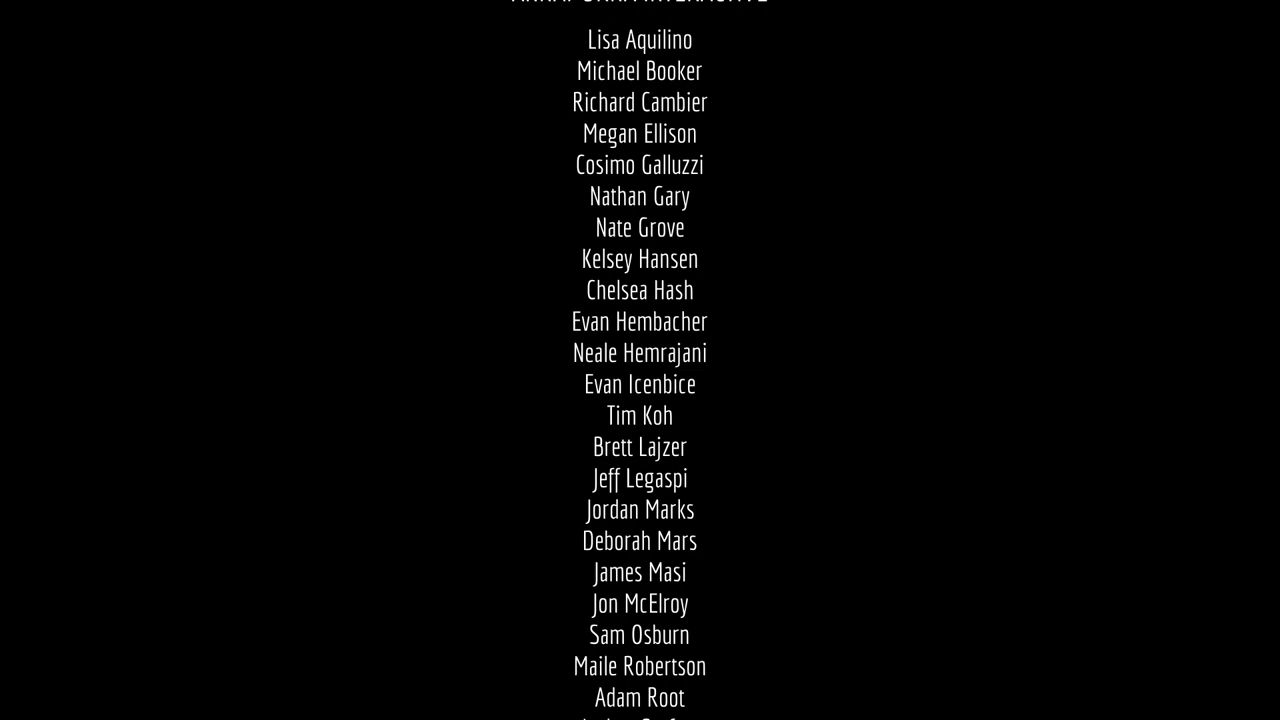 ANNAPURNA INTERACTIVE
Lisa Aquilino
Michael Booker
Richard Cambier
Megan Ellison
Cosimo Galluzzi
Nathan Gary
Nate Grove
Kelsey Hansen
Chelsea Hash
Evan Hembacher
Neale Hemrajani
Evan Icenbice
Tim Koh
Brett Lajzer
Jeff Legaspi
Jordan Marks
Deborah Mars
James Masi
Jon McElroy
Sam Osburn
Maile Robertson
Adam Root